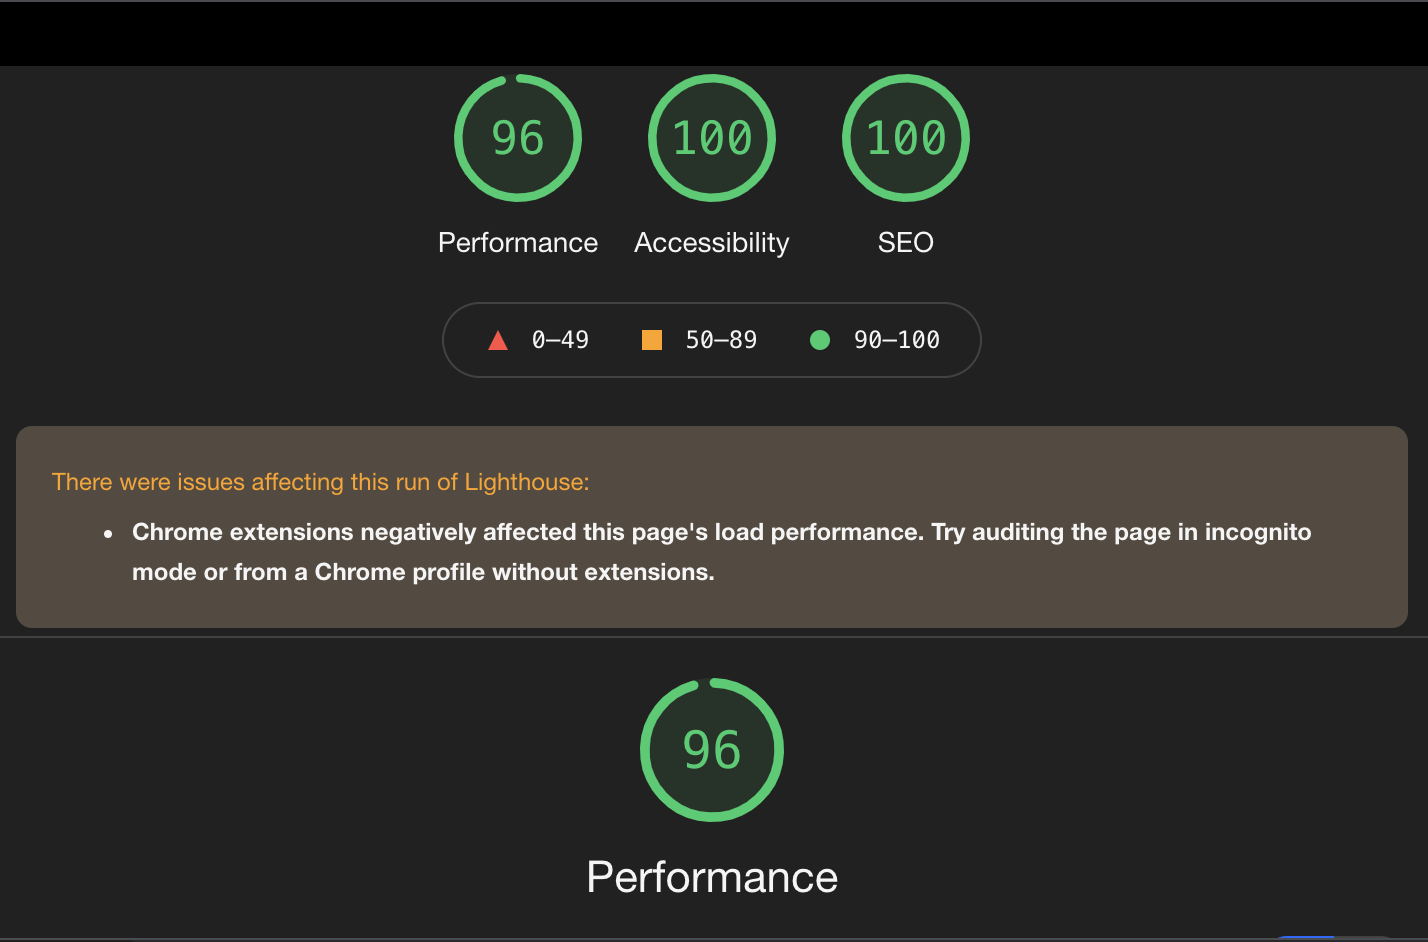 96 100 100
Performance Accessibility SEO
0–49 50–89 90–100
There were issues affecting this run of Lighthouse:
• Chrome extensions negatively affected this page's load performance. Try auditing the page in incognito
mode or from a Chrome profile without extensions.
96
Performance